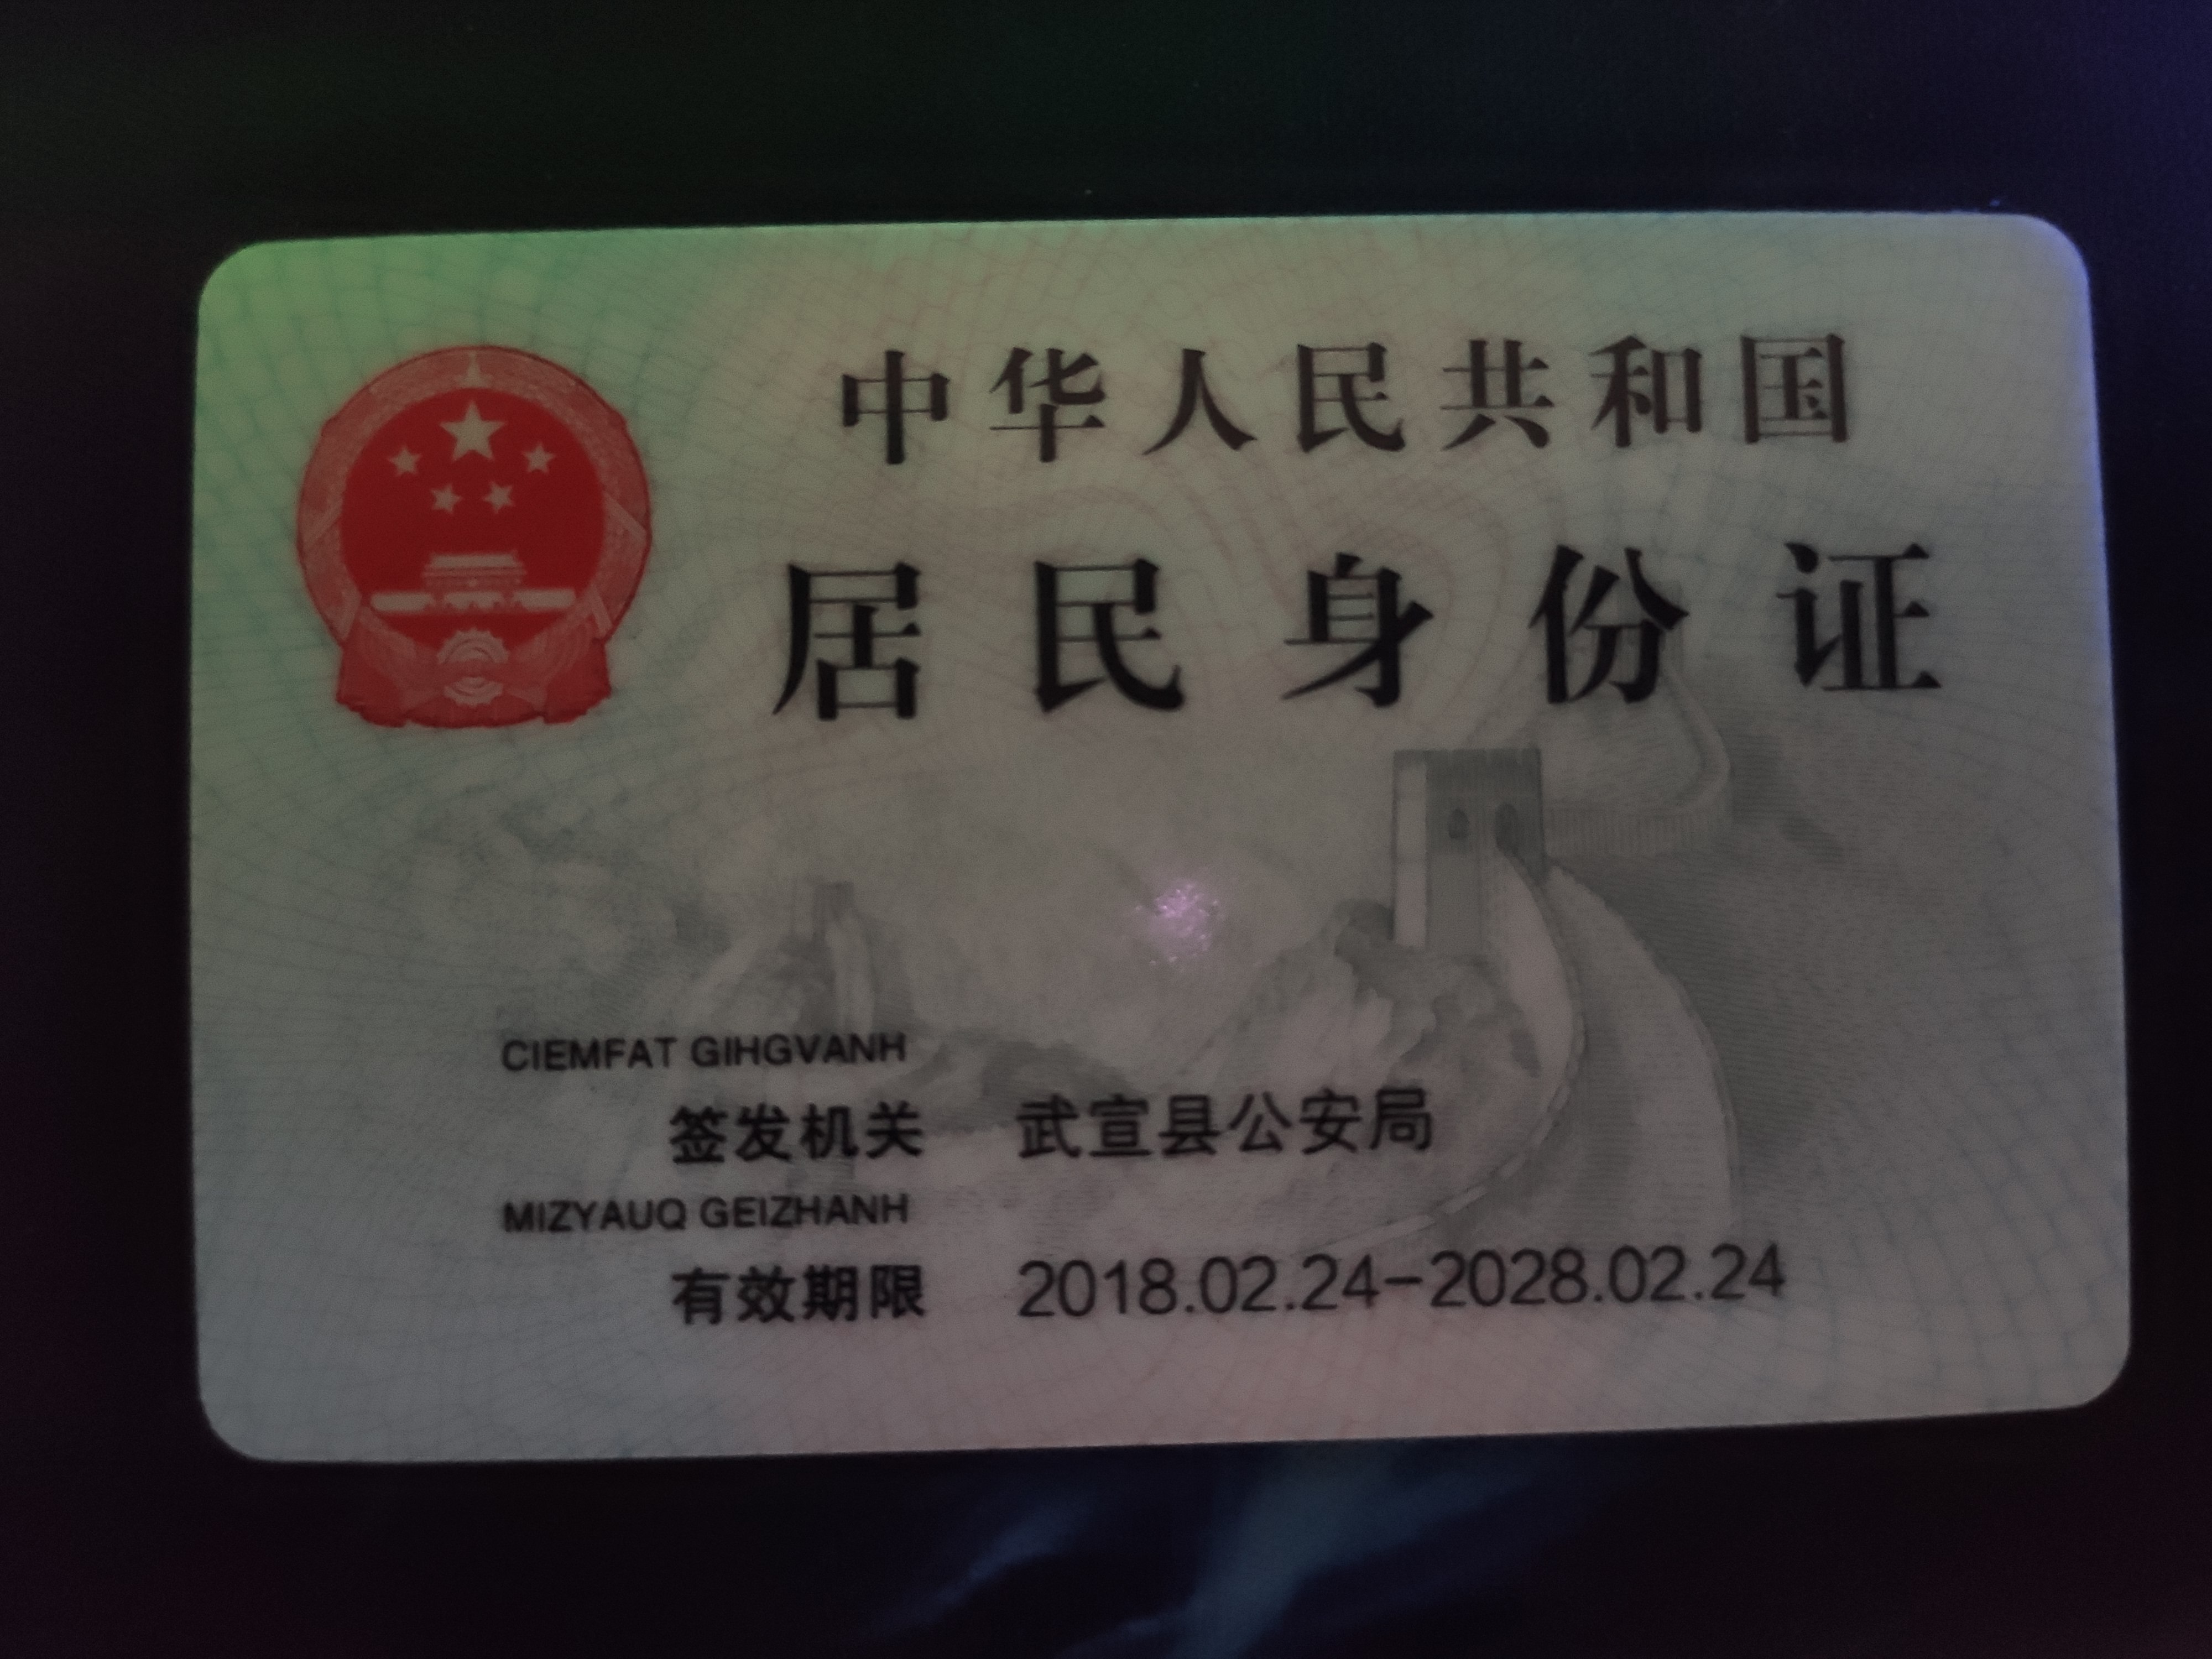 中华人民共和国
居民身份证
CIEMFAT GIHGVANH
签发机关 武宣县公安局
MIZYAUQ GEIZHANH
有效期限 2018.02.24-2028.02.24